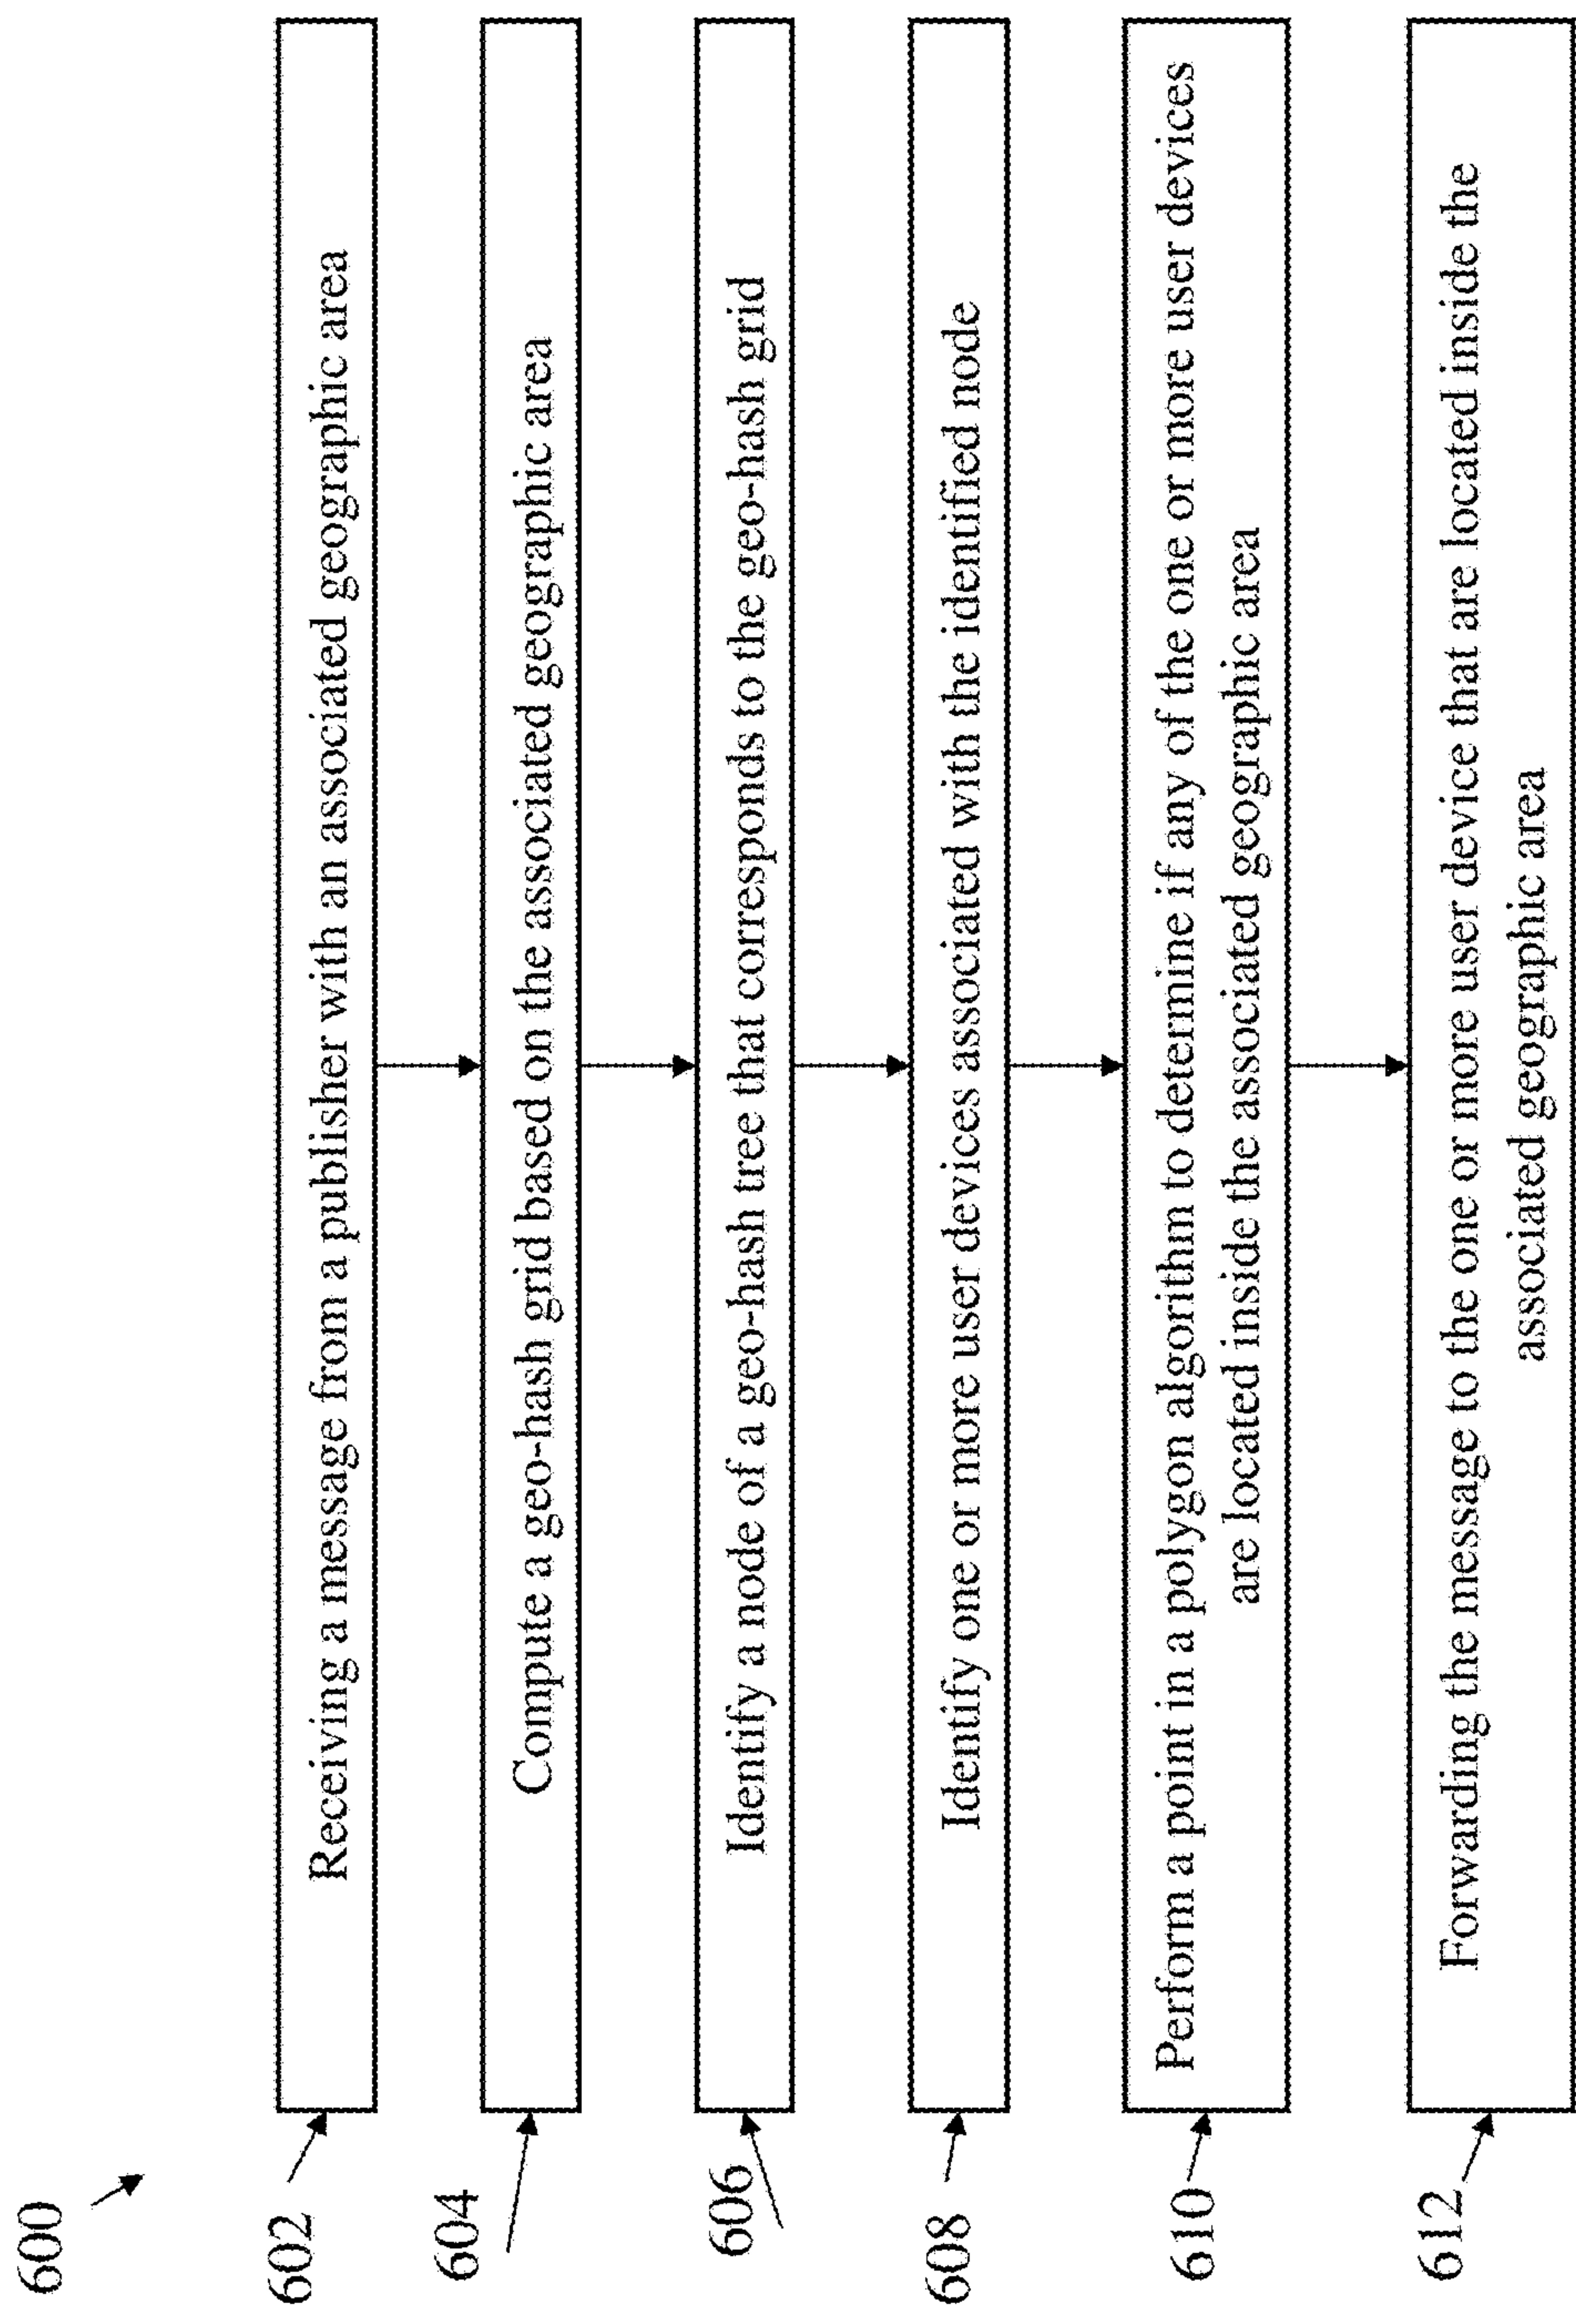 600
602
Receiving a message from a publisher with an associated geographic area
604
Compute a geo-hash grid based on the associated geographic area
606
Identify a node of a geo-hash tree that corresponds to the geo-hash grid
608
Identify one or more user devices associated with the identified node
610
Perform a point in a polygon algorithm to determine if any of the one or more user devices
are located inside the associated geographic area
612
Forwarding the message to the one or more user device that are located inside the
associated geographic area